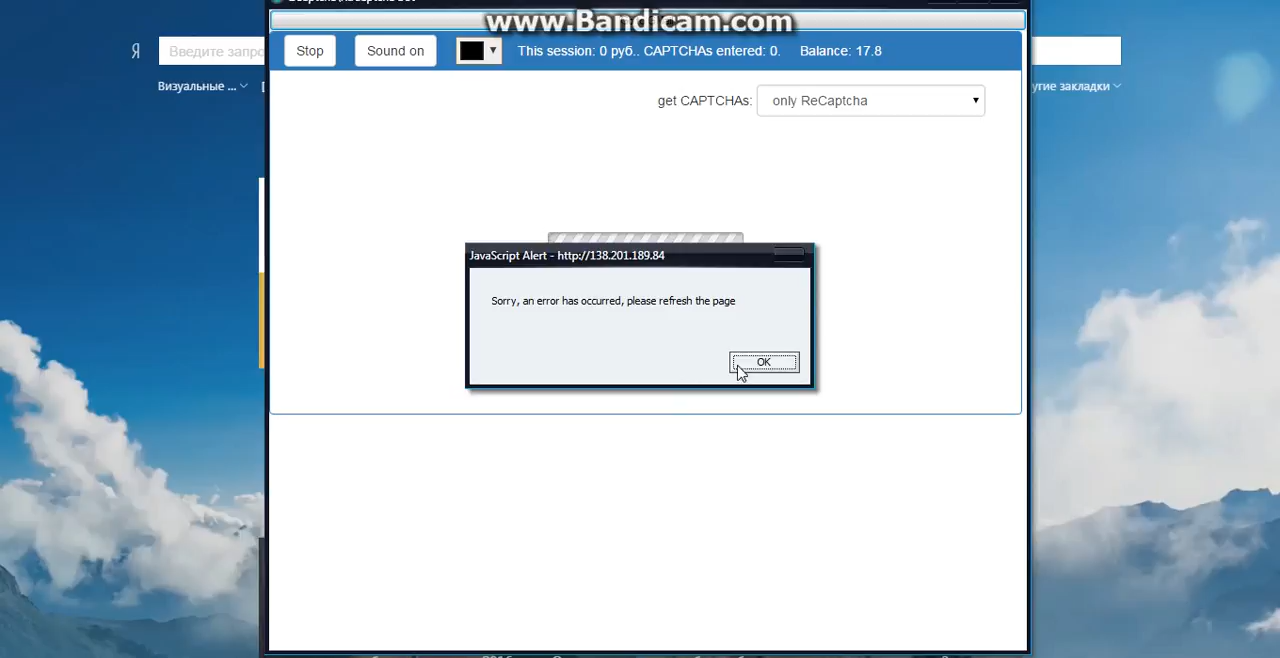 www.Bandicam.com
Я
Введите запро
Stop
Sound on
This session: 0 руб.. CAPTCHAs entered: 0.
Balance: 17.8
Визуальные ...
угие закладки
get CAPTCHAs:
only ReCaptcha
JavaScript Alert - http://138.201.189.84
Sorry, an error has occurred, please refresh the page
OK